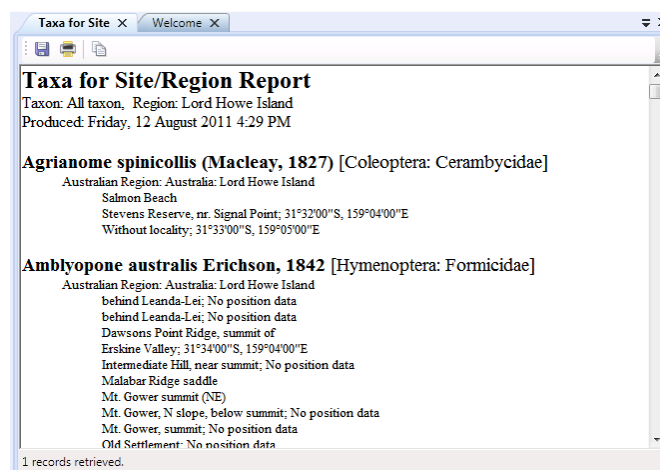 Taxa for Site X Welcome X
Taxa for Site/Region Report
Taxon: All taxon, Region: Lord Howe Island
Produced: Friday, 12 August 2011 4:29 PM
Agrianome spinicollis (Macleay, 1827) [Coleoptera: Cerambycidae]
Australian Region: Australia: Lord Howe Island
Salmon Beach
Stevens Reserve, nr. Signal Point; 31°32'00"S, 159°04'00"E
Without locality; 31°33'00"S, 159°05'00"E
Amblyopone australis Erichson, 1842 [Hymenoptera: Formicidae]
Australian Region: Australia: Lord Howe Island
behind Leanda-Lei; No position data
behind Leanda-Lei; No position data
Dawsons Point Ridge, summit of
Erskine Valley; 31°34'00"S, 159°04'00"E
Intermediate Hill, near summit; No position data
Malabar Ridge saddle
Mt. Gower summit (NE)
Mt. Gower, N slope, below summit; No position data
Mt. Gower, summit; No position data
Old Settlement; No position data
1 records retrieved.